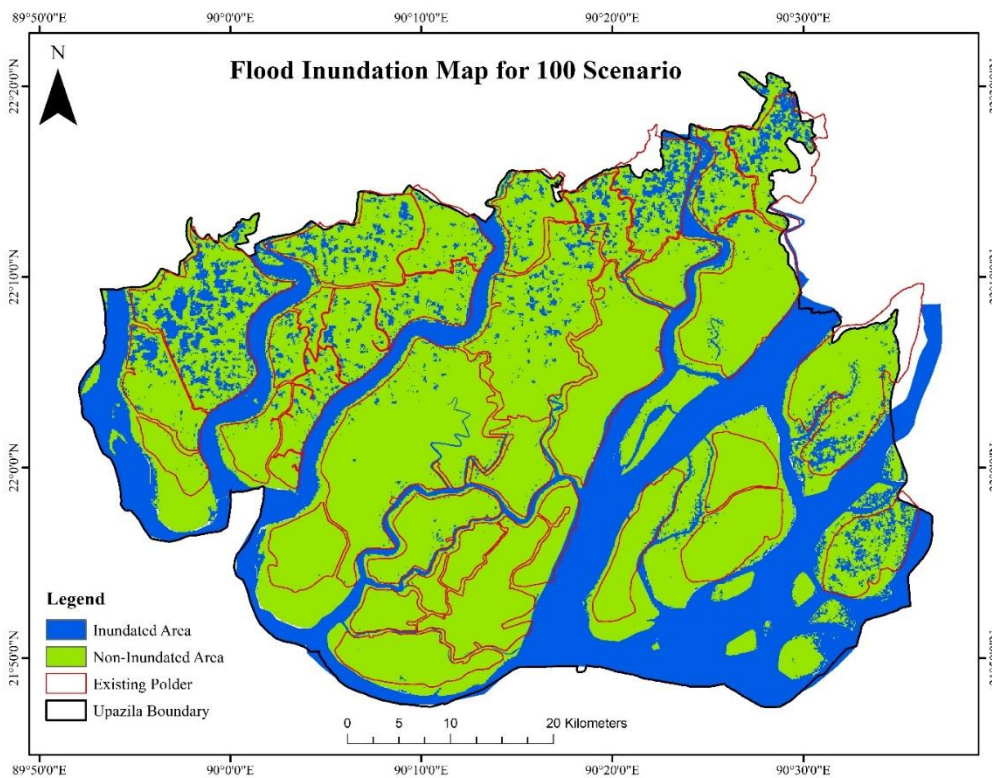 89°50'0"E 90°0'0"E 90°10'0"E 90°20'0"E 90°30'0"E
N
Flood Inundation Map for 100 Scenario
22°20'0"N
22°10'0"N
22°0'0"N
21°50'0"N
Legend
Inundated Area
Non-Inundated Area
Existing Polder
Upazila Boundary
0 5 10 20 Kilometers
89°50'0"E 90°0'0"E 90°10'0"E 90°20'0"E 90°30'0"E